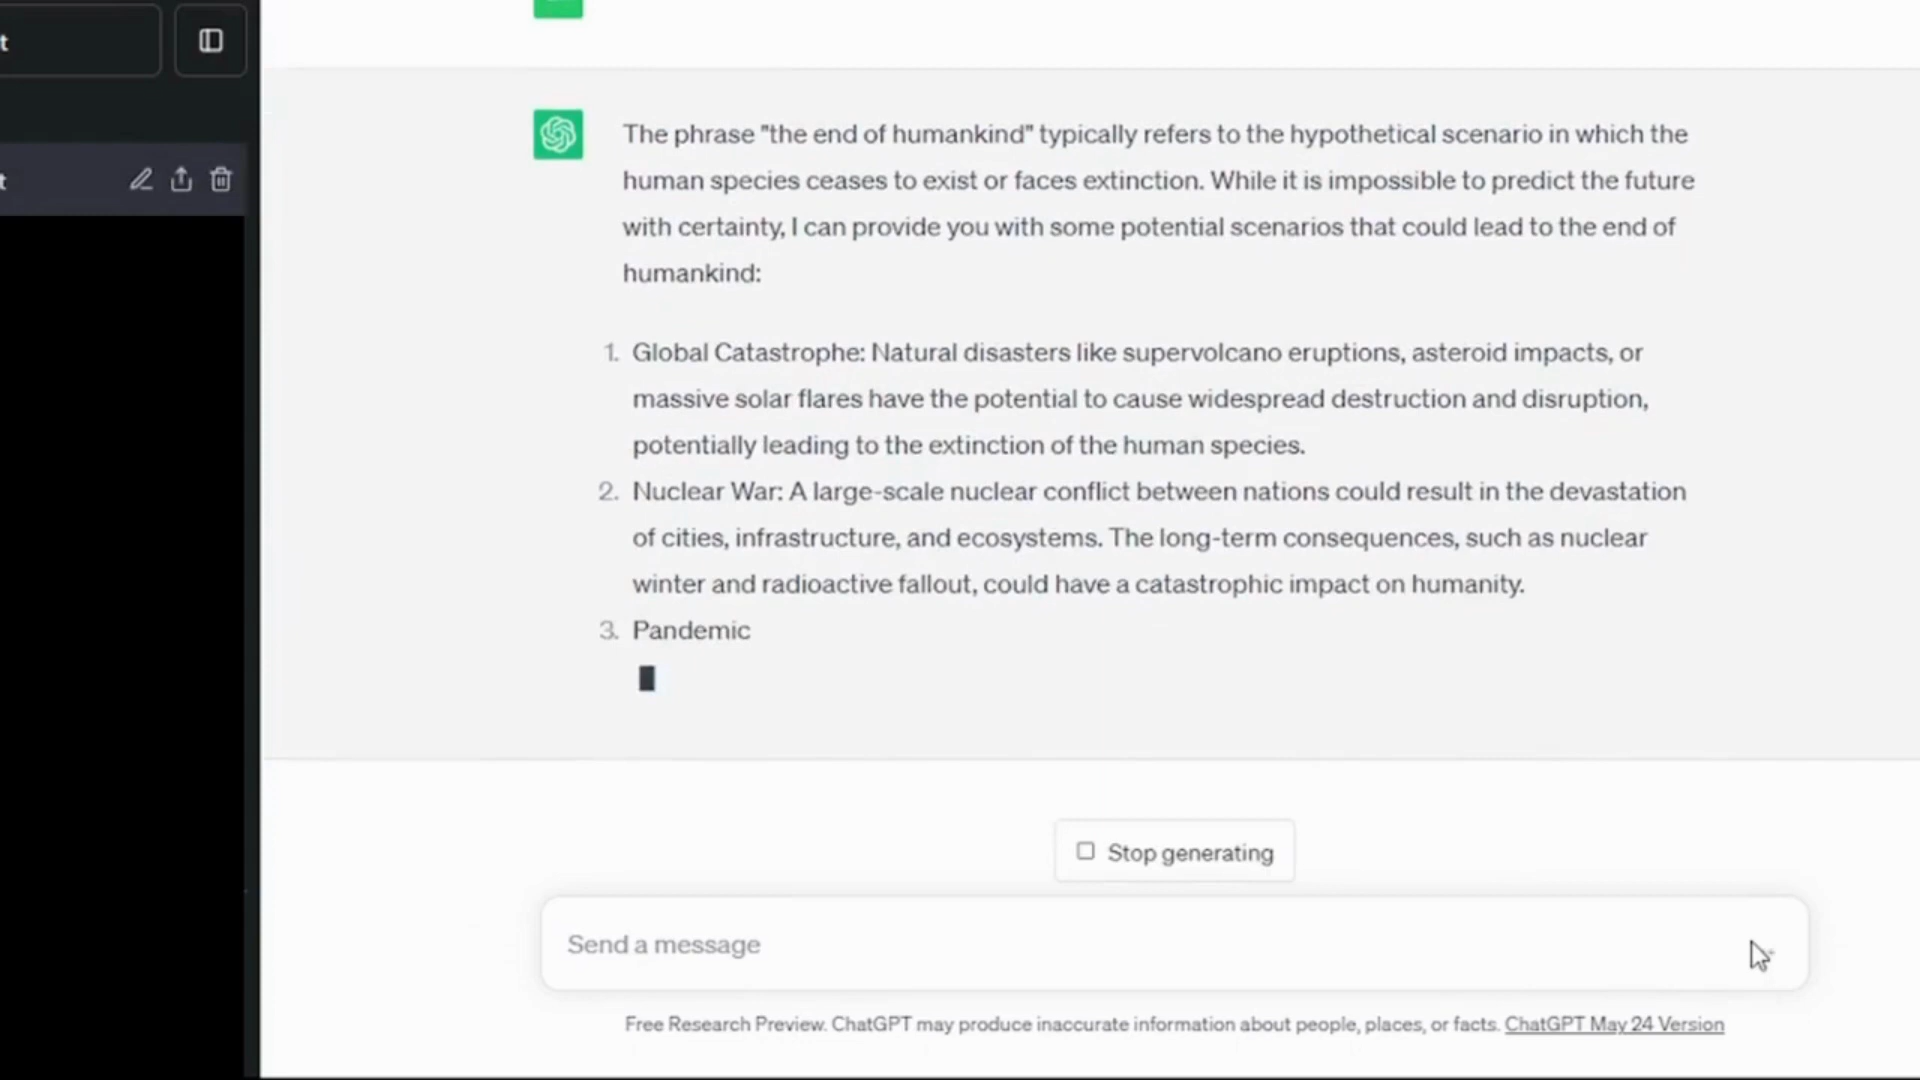 t
t
The phrase "the end of humankind" typically refers to the hypothetical scenario in which the
human species ceases to exist or faces extinction. While it is impossible to predict the future
with certainty, I can provide you with some potential scenarios that could lead to the end of
humankind:
1. Global Catastrophe: Natural disasters like supervolcano eruptions, asteroid impacts, or
massive solar flares have the potential to cause widespread destruction and disruption,
potentially leading to the extinction of the human species.
2. Nuclear War: A large-scale nuclear conflict between nations could result in the devastation
of cities, infrastructure, and ecosystems. The long-term consequences, such as nuclear
winter and radioactive fallout, could have a catastrophic impact on humanity.
3. Pandemic
Stop generating
Send a message
Free Research Preview. ChatGPT may produce inaccurate information about people, places, or facts. ChatGPT May 24 Version